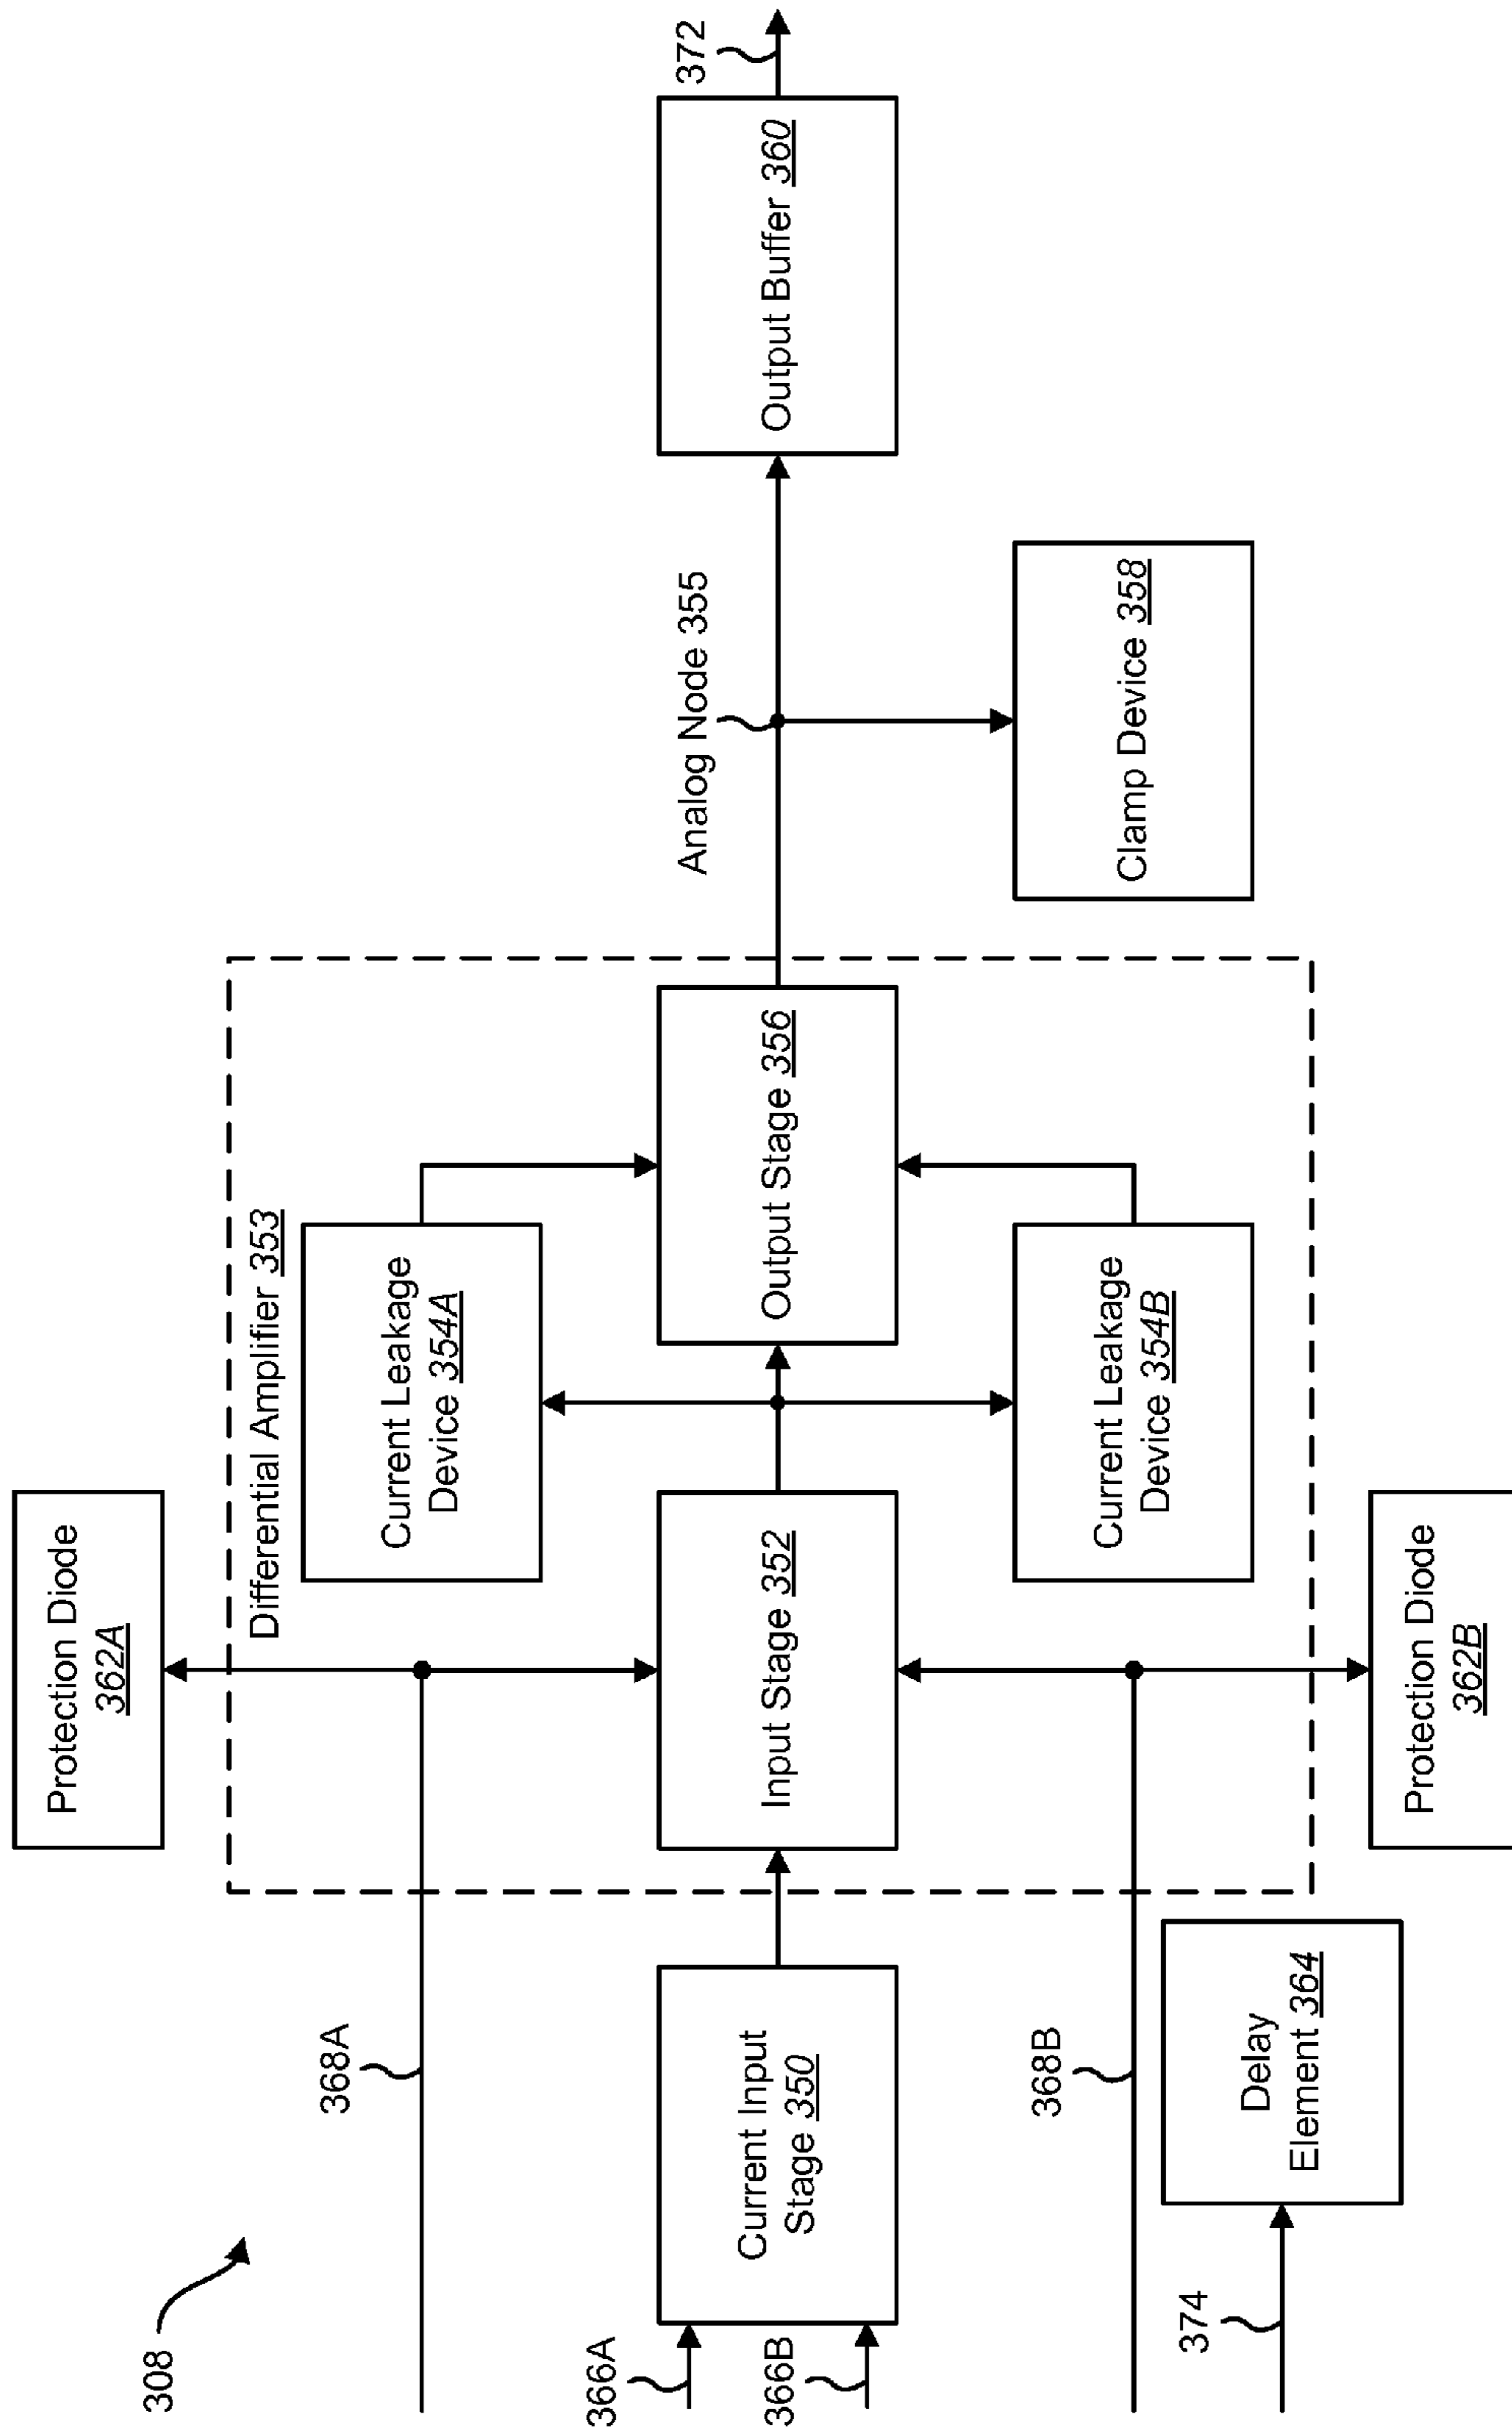 308
Protection Diode
362A
368A
Differential Amplifier 353
Current Leakage
Device 354A
366A
366B
Current Input
Stage 350
Input Stage 352
Output Stage 356
Analog Node 355
Output Buffer 360
372
368B
Current Leakage
Device 354B
Clamp Device 358
374
Delay
Element 364
Protection Diode
362B